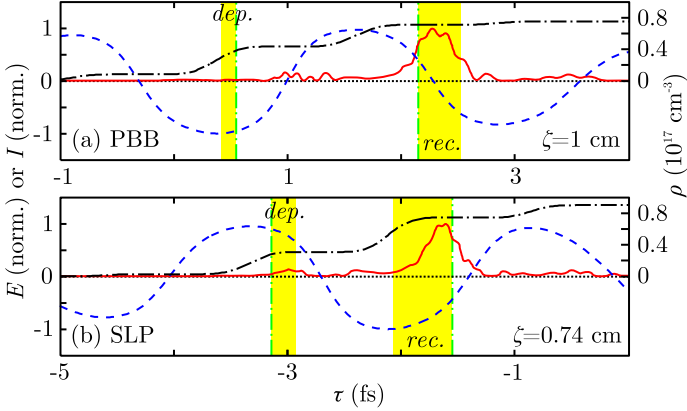 dep.
1
0
-1
0.8
0.4
0
(a) PBB
rec.
ζ=1 cm
-1
1
3
E (norm.) or I (norm.)
ρ (10¹⁷ cm⁻³)
dep.
1
0
-1
0.8
0.4
0
(b) SLP
rec.
ζ=0.74 cm
-5
-3
-1
τ (fs)